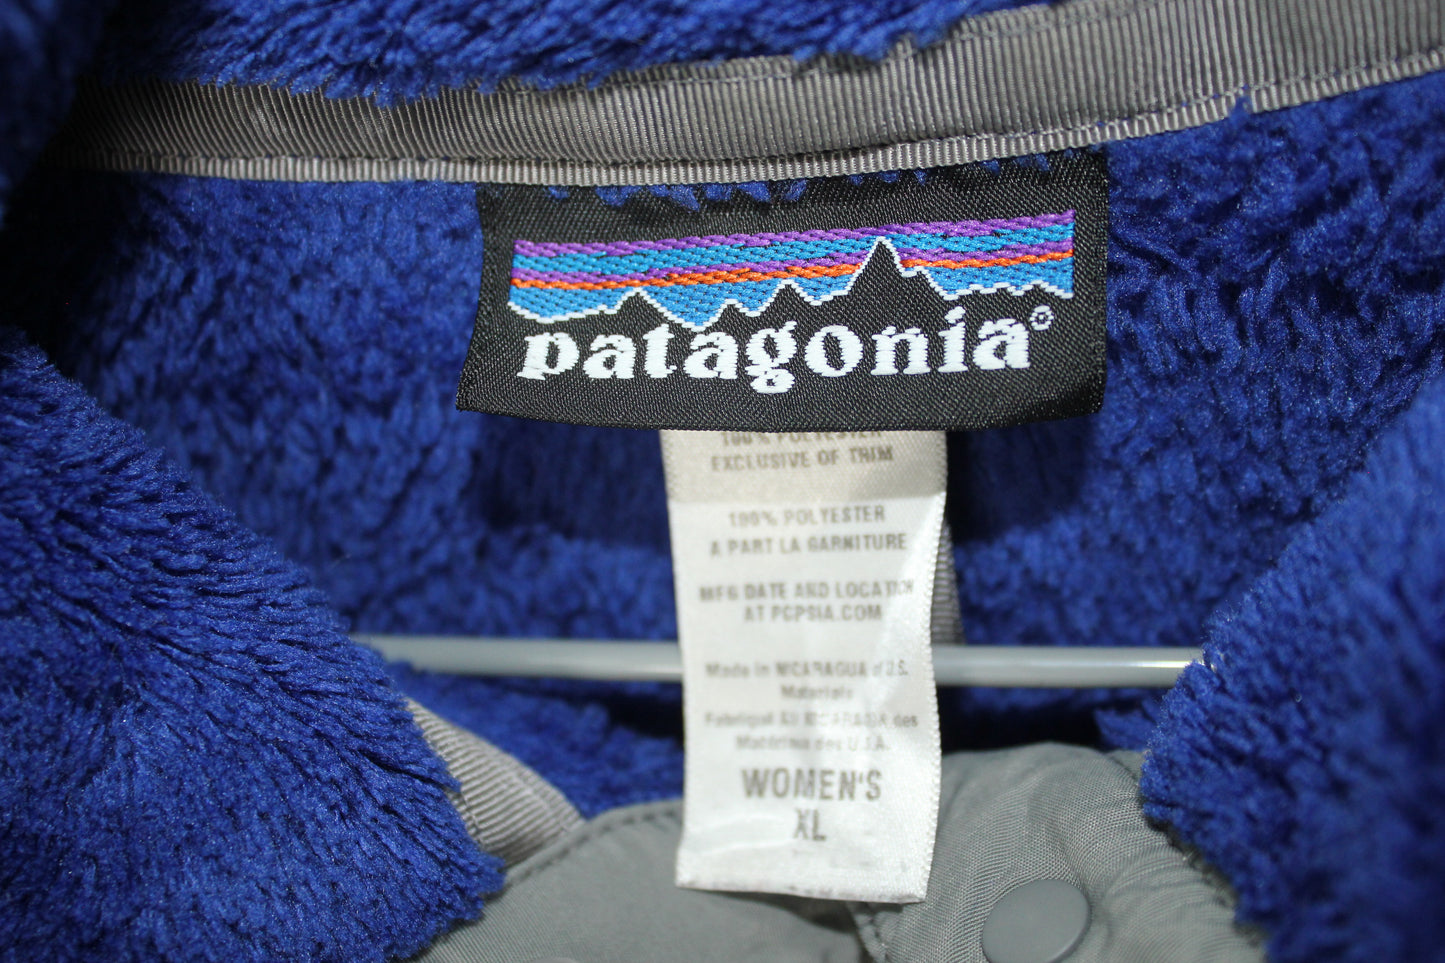 patagonia®
100% POLYESTER
EXCLUSIVE OF TRIM
100% POLYESTER
A PART LA GARNITURE
MFG DATE AND LOCATION
AT PCPSIA.COM
Made in NICARAGUA of U.S.
Materials
Fabriqué au NICARAGUA des
Matériaux des U.S.A.
WOMEN'S
XL